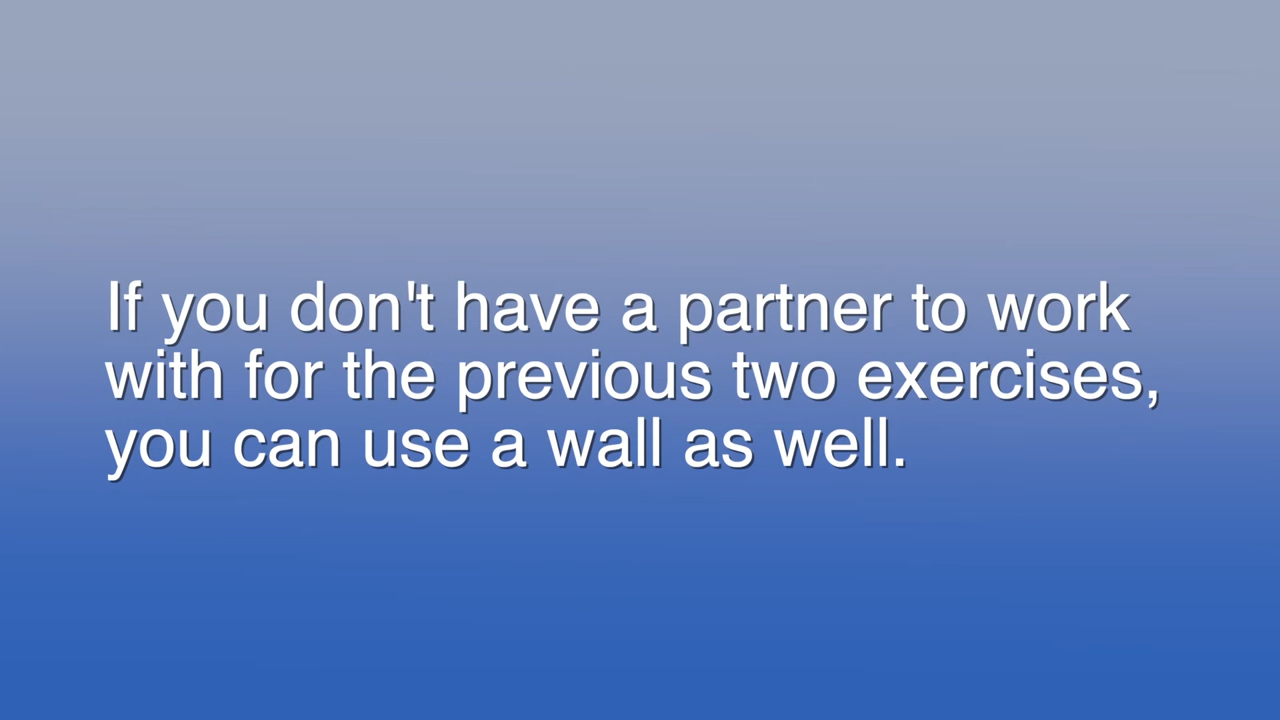 If you don't have a partner to work
with for the previous two exercises,
you can use a wall as well.